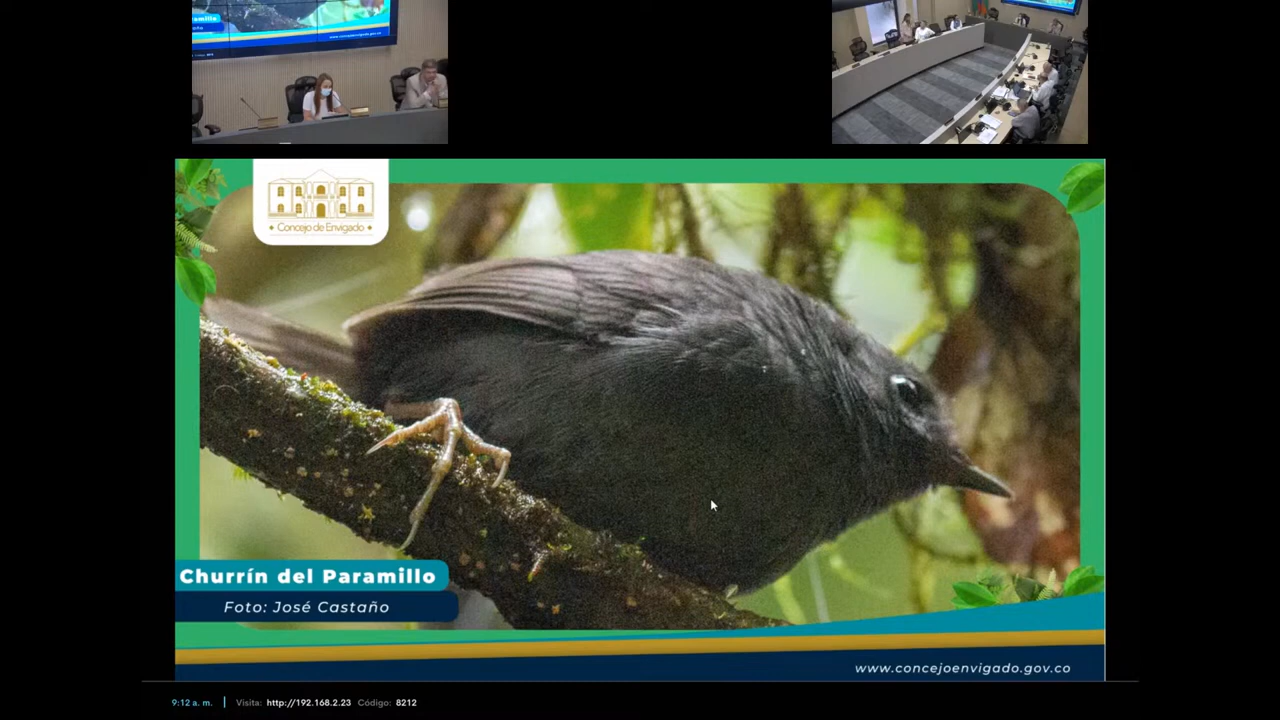 Concejo de Envigado
Churrín del Paramillo
Foto: José Castaño
www.concejoenvigado.gov.co
9:12 a. m. | Visita: http://192.168.2.23 Código: 8212